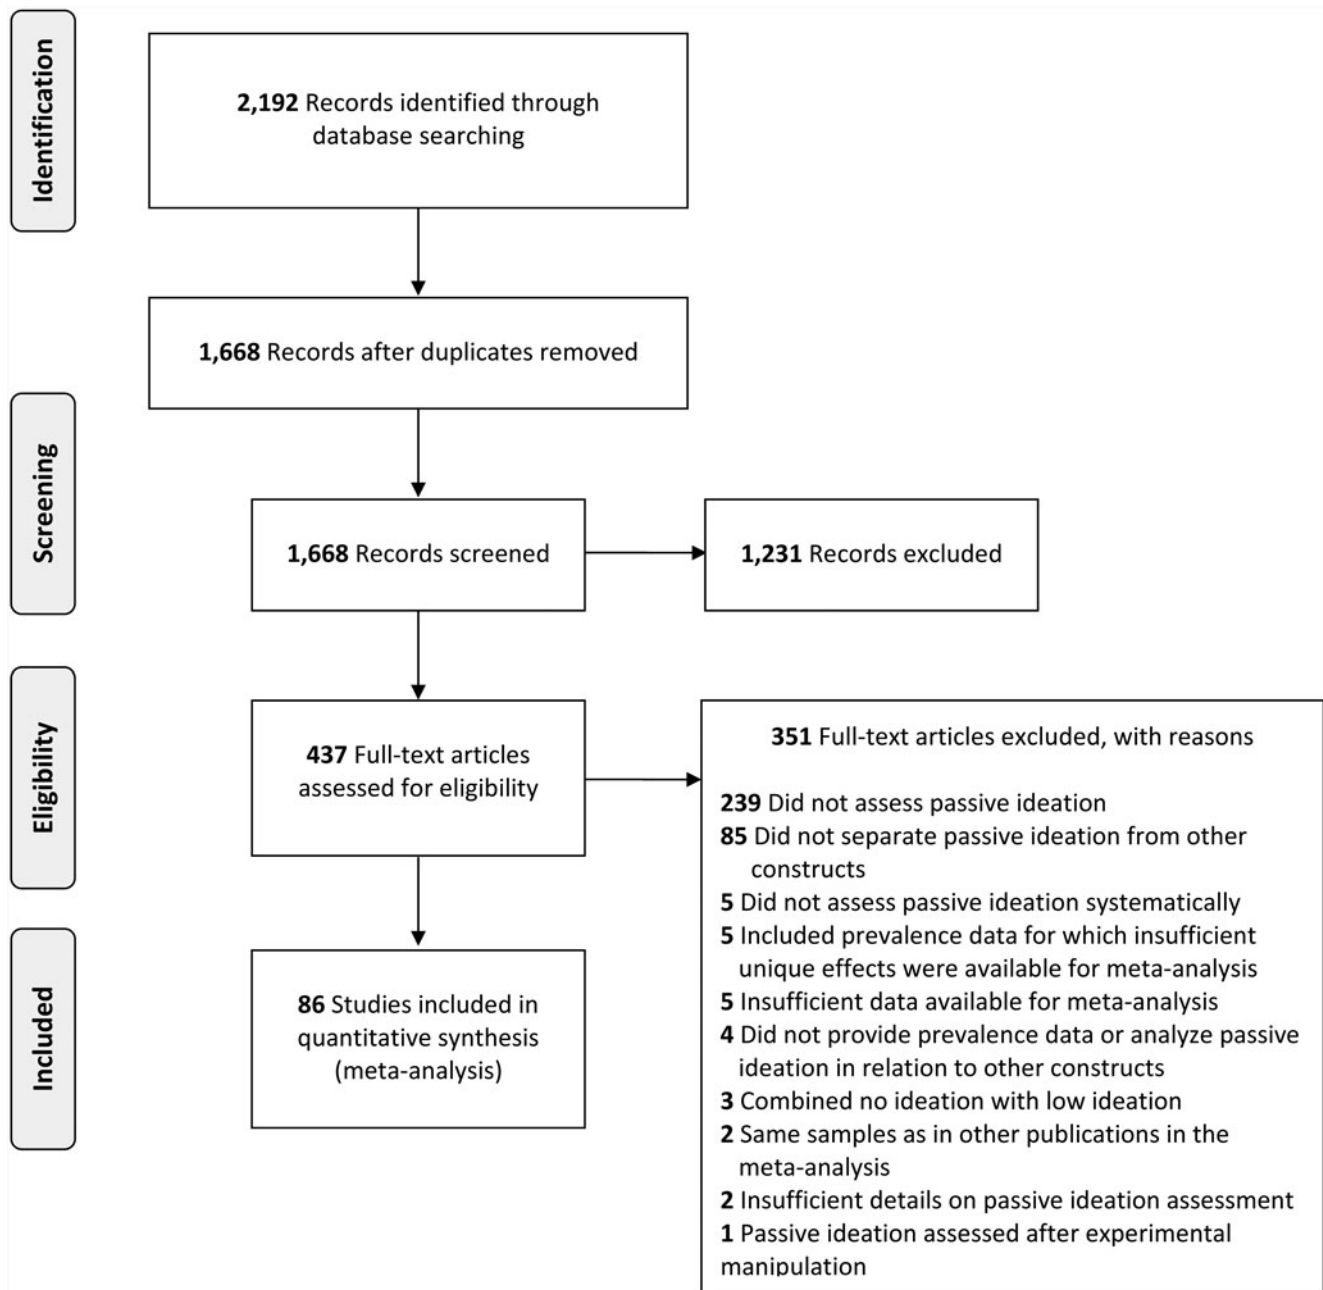 Identification
2,192 Records identified through
database searching
1,668 Records after duplicates removed
Screening
1,668 Records screened
1,231 Records excluded
Eligibility
437 Full-text articles
assessed for eligibility
351 Full-text articles excluded, with reasons
239 Did not assess passive ideation
85 Did not separate passive ideation from other
constructs
5 Did not assess passive ideation systematically
5 Included prevalence data for which insufficient
unique effects were available for meta-analysis
5 Insufficient data available for meta-analysis
4 Did not provide prevalence data or analyze passive
ideation in relation to other constructs
3 Combined no ideation with low ideation
2 Same samples as in other publications in the
meta-analysis
2 Insufficient details on passive ideation assessment
1 Passive ideation assessed after experimental
manipulation
Included
86 Studies included in
quantitative synthesis
(meta-analysis)